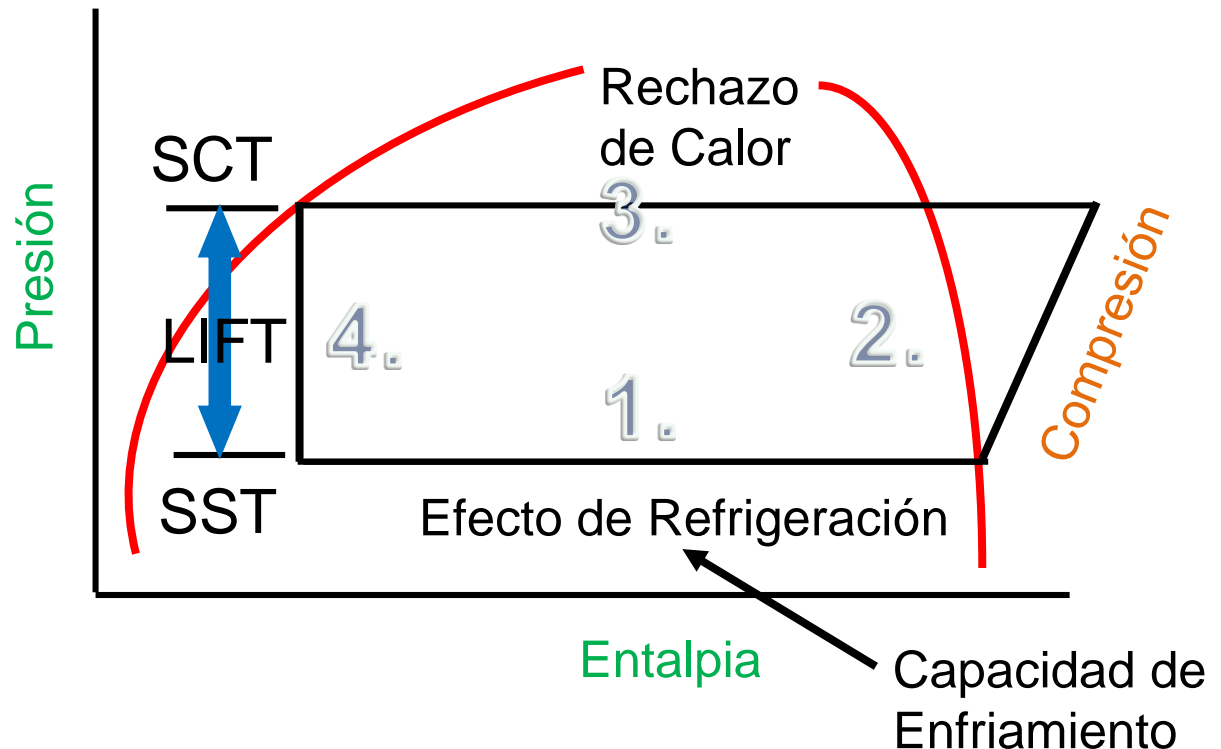 Rechazo
de Calor
SCT
3.
Presión
Compresión
LIFT
4.
2.
1.
SST
Efecto de Refrigeración
Entalpia
Capacidad de
Enfriamiento